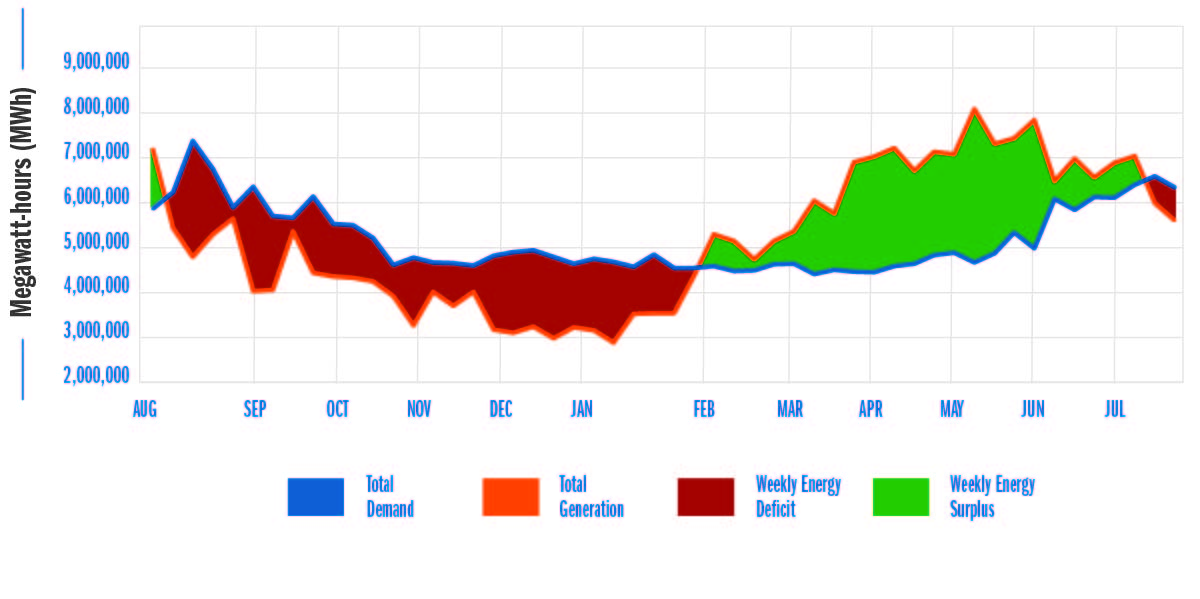 Megawatt-hours (MWh)
9,000,000
8,000,000
7,000,000
6,000,000
5,000,000
4,000,000
3,000,000
2,000,000
AUG SEP OCT NOV DEC JAN FEB MAR APR MAY JUN JUL
Total Demand
Total Generation
Weekly Energy Deficit
Weekly Energy Surplus